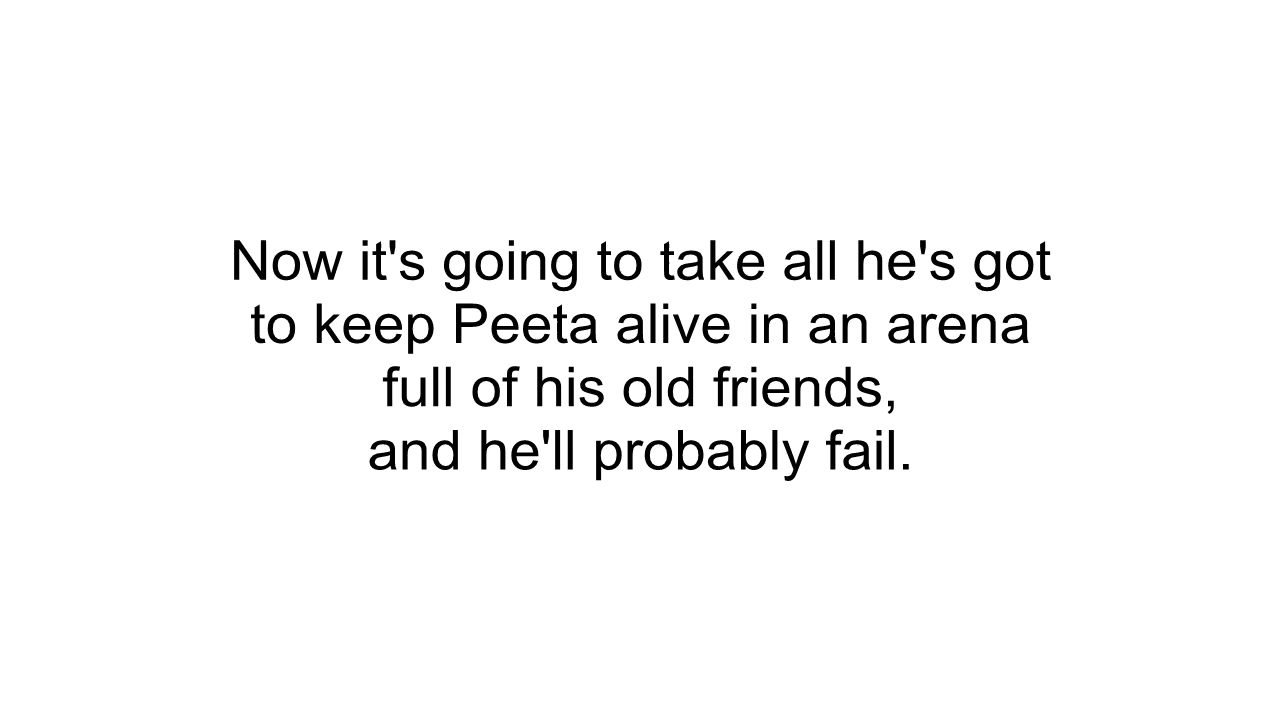 Now it's going to take all he's got
to keep Peeta alive in an arena
full of his old friends,
and he'll probably fail.